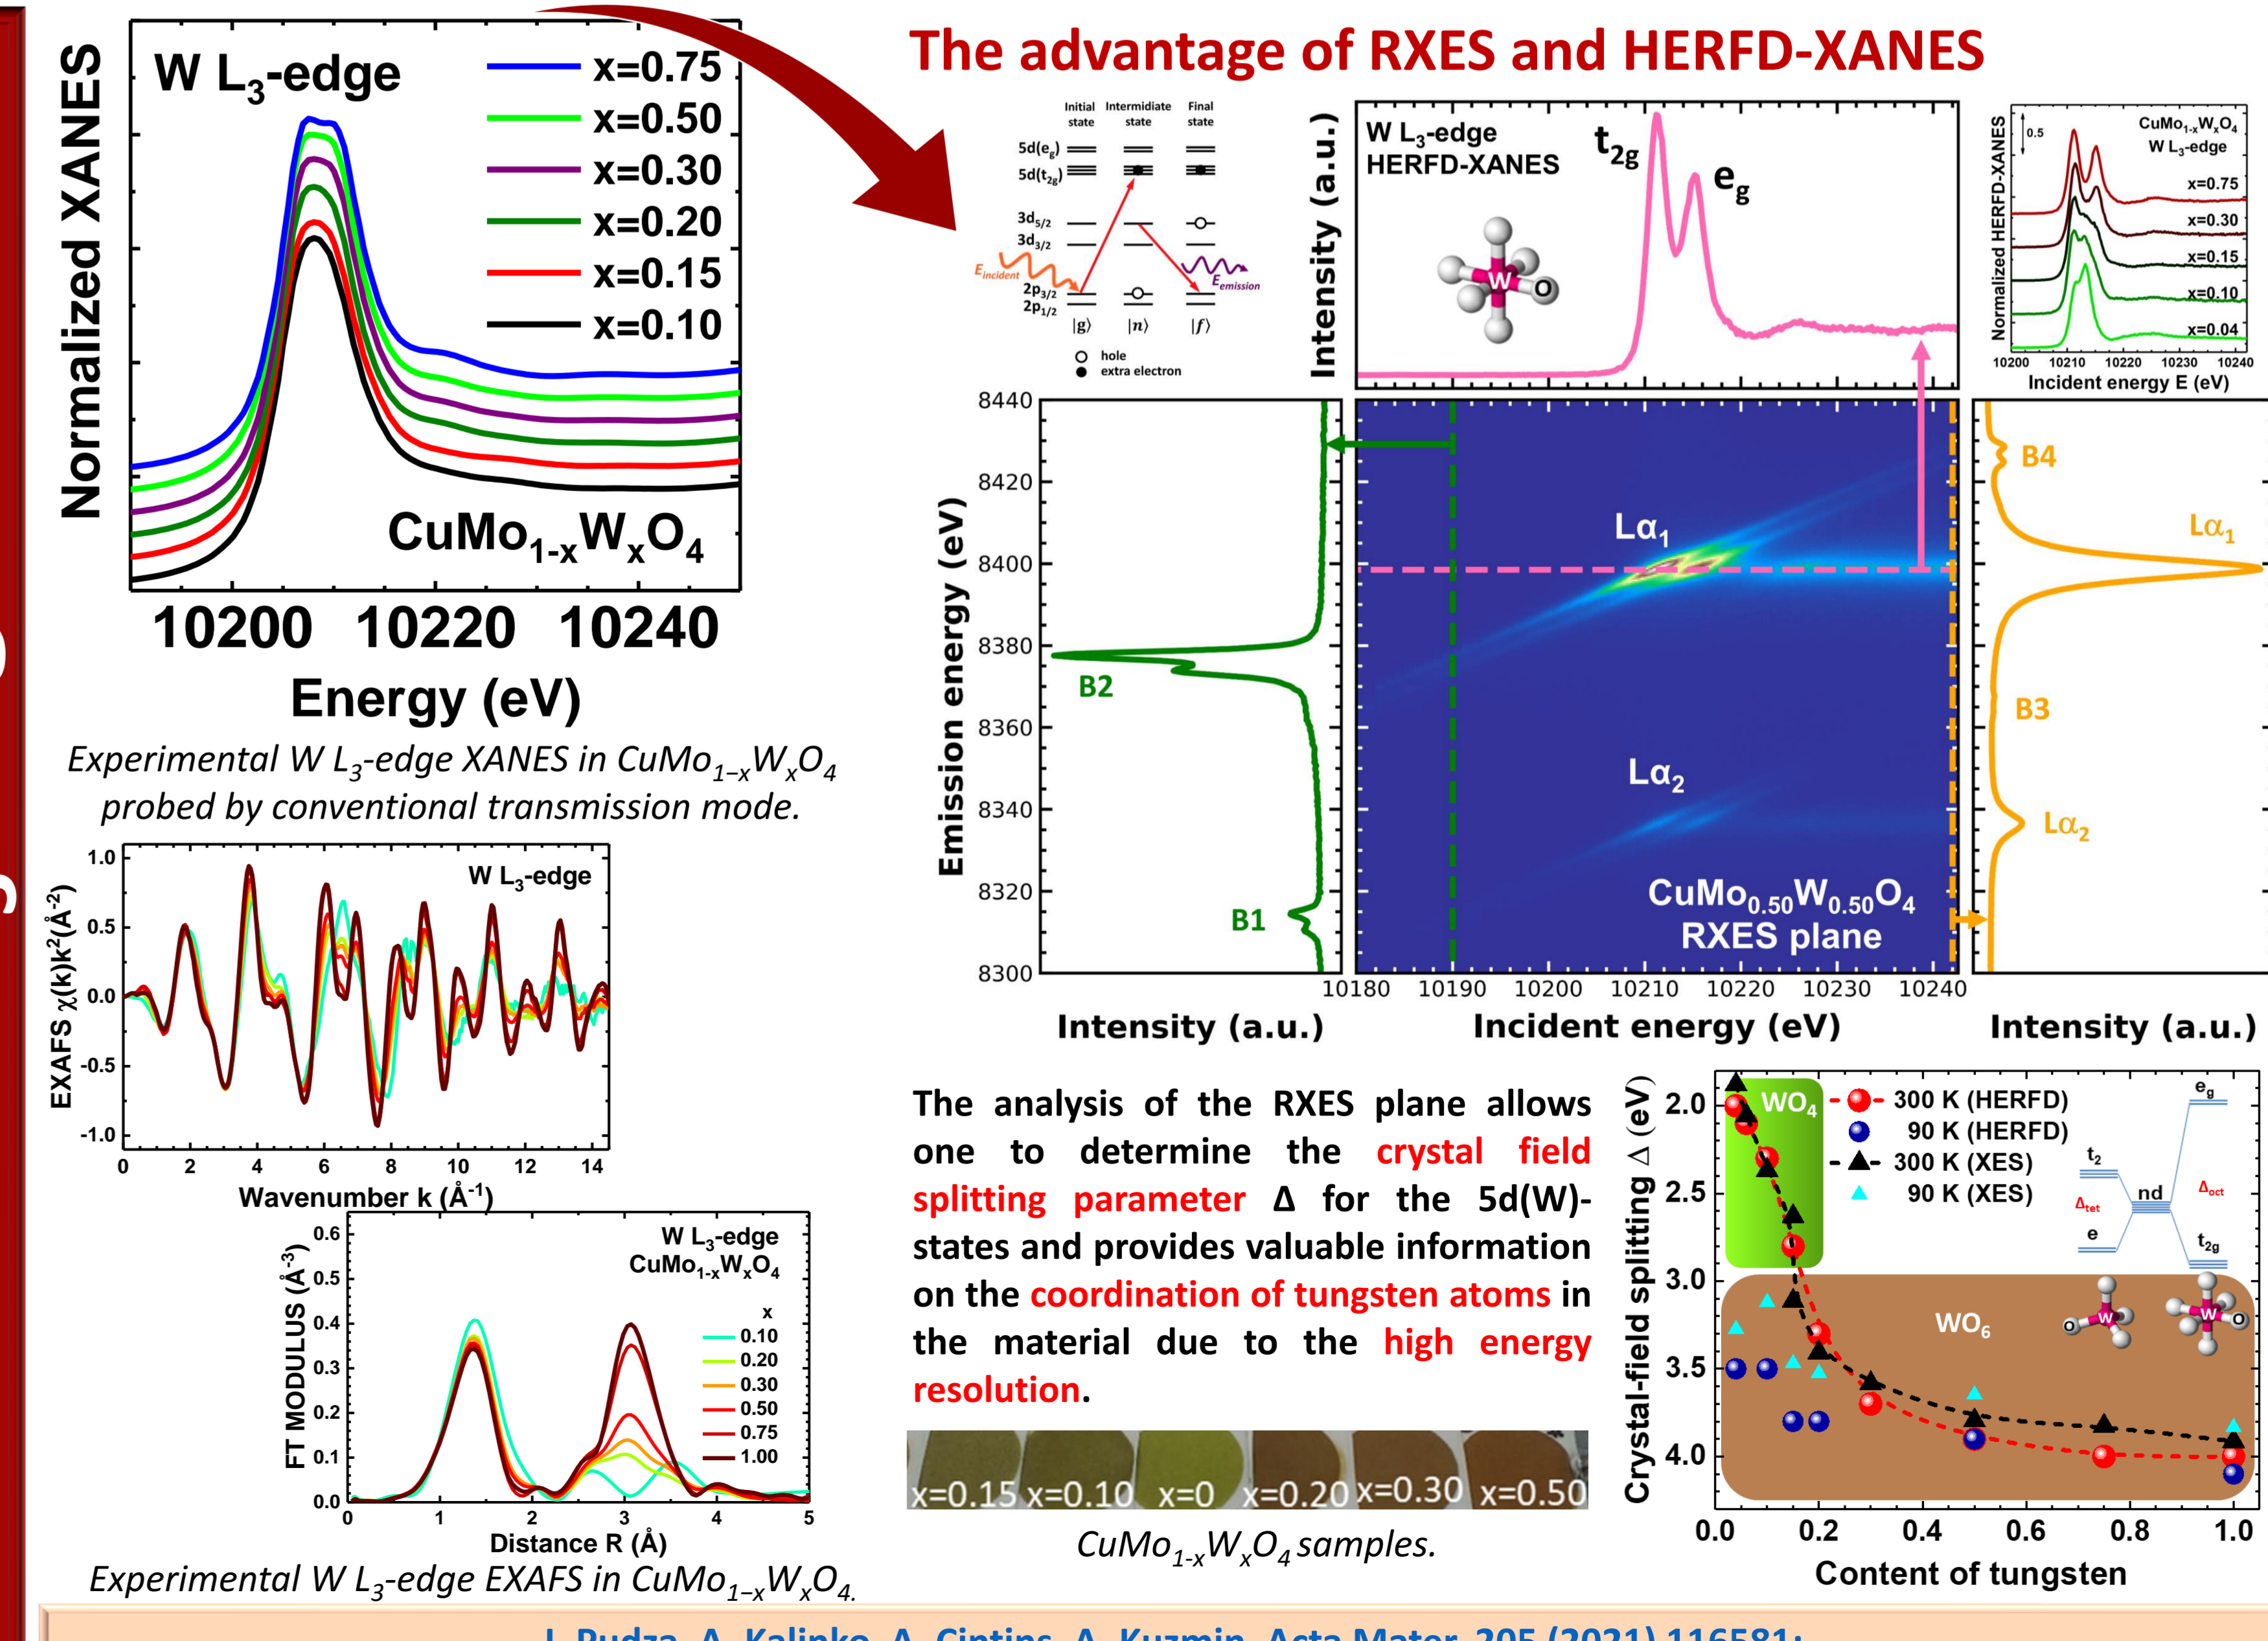 W L3-edge
x=0.75
x=0.50
x=0.30
x=0.20
x=0.15
x=0.10
CuMo1-xWxO4
Normalized XANES
10200 10220 10240
Energy (eV)
Experimental W L3-edge XANES in CuMo1−xWxO4
probed by conventional transmission mode.
W L3-edge
1.0
0.5
0.0
-0.5
-1.0
EXAFS χ(k)k2(Å-2)
0 2 4 6 8 10 12 14
Wavenumber k (Å-1)
W L3-edge
CuMo1-xWxO4
x
0.10
0.20
0.30
0.50
0.75
1.00
0.6
0.5
0.4
0.3
0.2
0.1
0.0
FT MODULUS (Å-3)
0 1 2 3 4 5
Distance R (Å)
Experimental W L3-edge EXAFS in CuMo1−xWxO4.
The advantage of RXES and HERFD-XANES
Initial state
Intermidiate state
Final state
5d(eg)
5d(t2g)
3d5/2
3d3/2
Eincident
Eemission
2p3/2
2p1/2
|g⟩ |n⟩ |f⟩
hole
extra electron
Intensity (a.u.)
W L3-edge
HERFD-XANES
t2g
eg
W
O
Normalized HERFD-XANES
0.5
CuMo1-xWxO4
W L3-edge
x=0.75
x=0.30
x=0.15
x=0.10
x=0.04
10200 10210 10220 10230 10240
Incident energy E (eV)
Emission energy (eV)
8440
8420
8400
8380
8360
8340
8320
8300
B2
B1
Lα1
Lα2
CuMo0.50W0.50O4
RXES plane
B4
Lα1
B3
Lα2
10180 10190 10200 10210 10220 10230 10240
Intensity (a.u.)
Incident energy (eV)
Intensity (a.u.)
The analysis of the RXES plane allows
one to determine the crystal field
splitting parameter Δ for the 5d(W)-
states and provides valuable information
on the coordination of tungsten atoms in
the material due to the high energy
resolution.
x=0.15 x=0.10 x=0 x=0.20 x=0.30 x=0.50
CuMo1-xWxO4 samples.
Crystal-field splitting Δ (eV)
2.0
2.5
3.0
3.5
4.0
WO4
300 K (HERFD)
90 K (HERFD)
300 K (XES)
90 K (XES)
eg
t2
nd
Δoct
Δtet
e
t2g
WO6
O
W
W
O
0.0 0.2 0.4 0.6 0.8 1.0
Content of tungsten
I. Pudza, A. Kalinko, A. Cintins, A. Kuzmin, Acta Mater. 205 (2021) 116581;